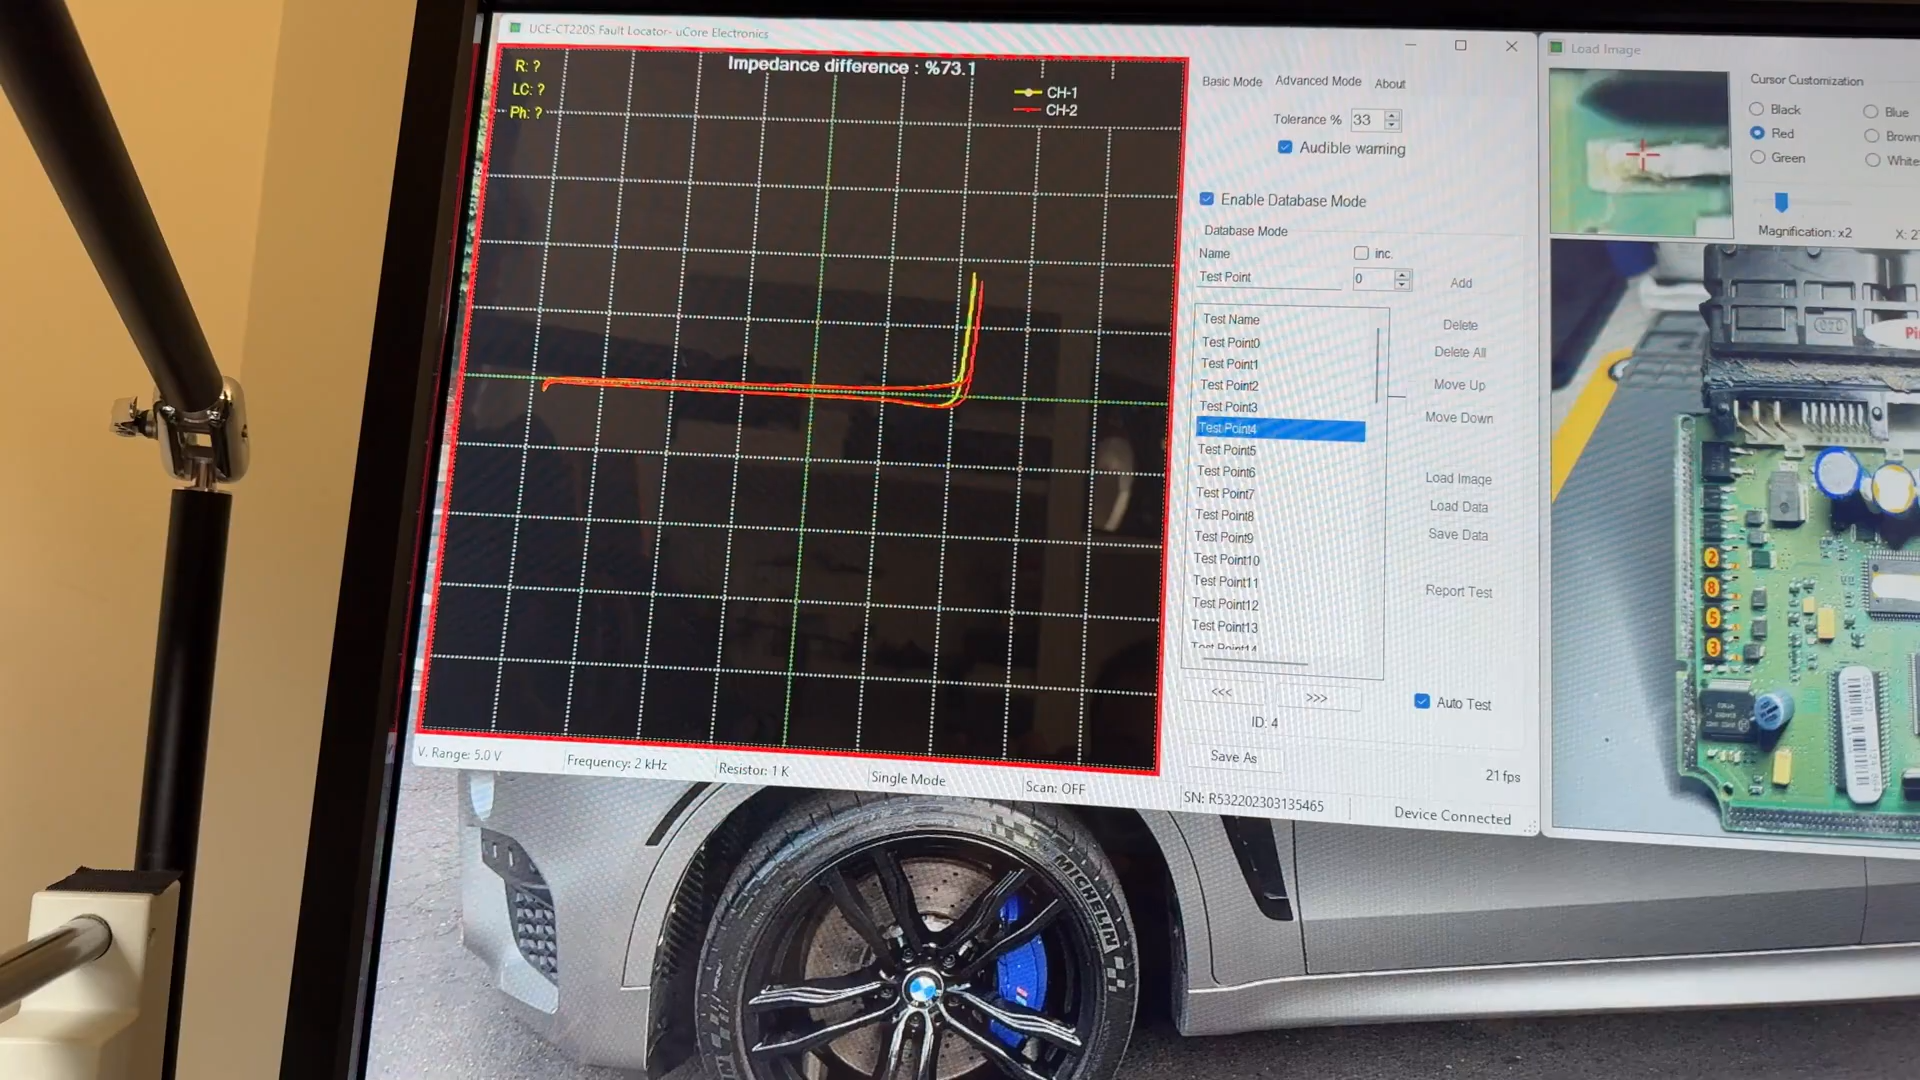 UCE-CT220S Fault Locator- uCore Electronics
R: ?
LC: ?
Ph: ?
Impedance difference : %73.1
CH-1
CH-2
Basic Mode
Advanced Mode
About
Tolerance %
33
Audible warning
Enable Database Mode
Database Mode
Name
inc.
Test Point
0
Add
Test Name
Test Point0
Test Point1
Test Point2
Test Point3
Test Point4
Test Point5
Test Point6
Test Point7
Test Point8
Test Point9
Test Point10
Test Point11
Test Point12
Test Point13
Test Point14
Delete
Delete All
Move Up
Move Down
Load Image
Load Data
Save Data
Report Test
<<<
>>>
Auto Test
ID: 4
Save As
21 fps
V. Range: 5.0 V
Frequency: 2 kHz
Resistor: 1 K
Single Mode
Scan: OFF
SN: R532202303135465
Device Connected
Load Image
Cursor Customization
Black
Blue
Red
Brown
Green
White
Magnification: x2
X: 2
2
8
5
3
MICHELIN